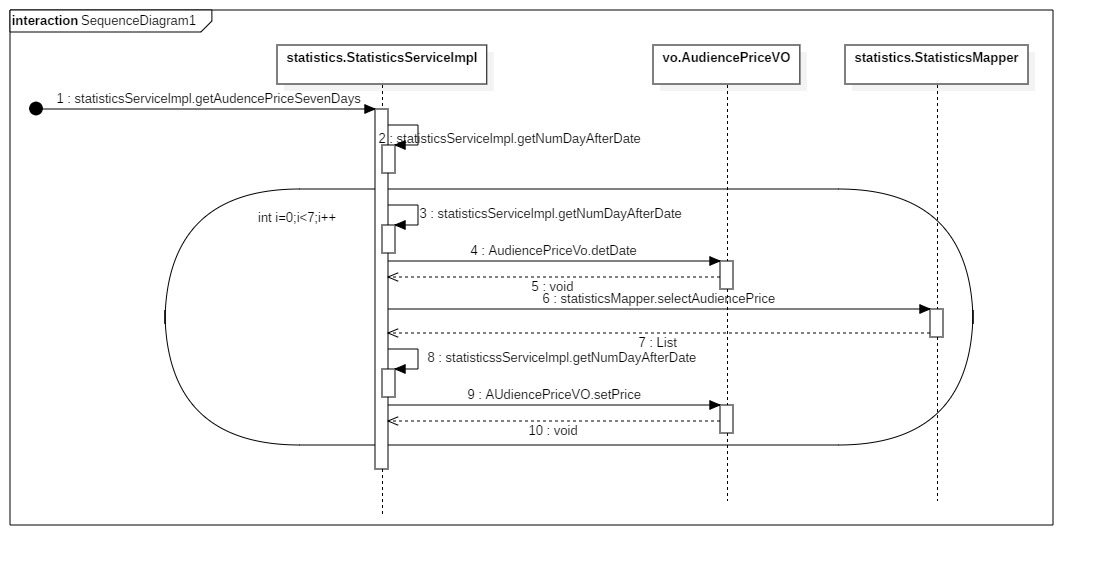 interaction SequenceDiagram1
statistics.StatisticsServiceImpl
vo.AudiencePriceVO
statistics.StatisticsMapper
1 : statisticsServiceImpl.getAudencePriceSevenDays
2 : statisticsServiceImpl.getNumDayAfterDate
int i=0;i<7;i++
3 : statisticsServiceImpl.getNumDayAfterDate
4 : AudiencePriceVo.detDate
5 : void
6 : statisticsMapper.selectAudiencePrice
7 : List
8 : statisticssServiceImpl.getNumDayAfterDate
9 : AUdiencePriceVO.setPrice
10 : void